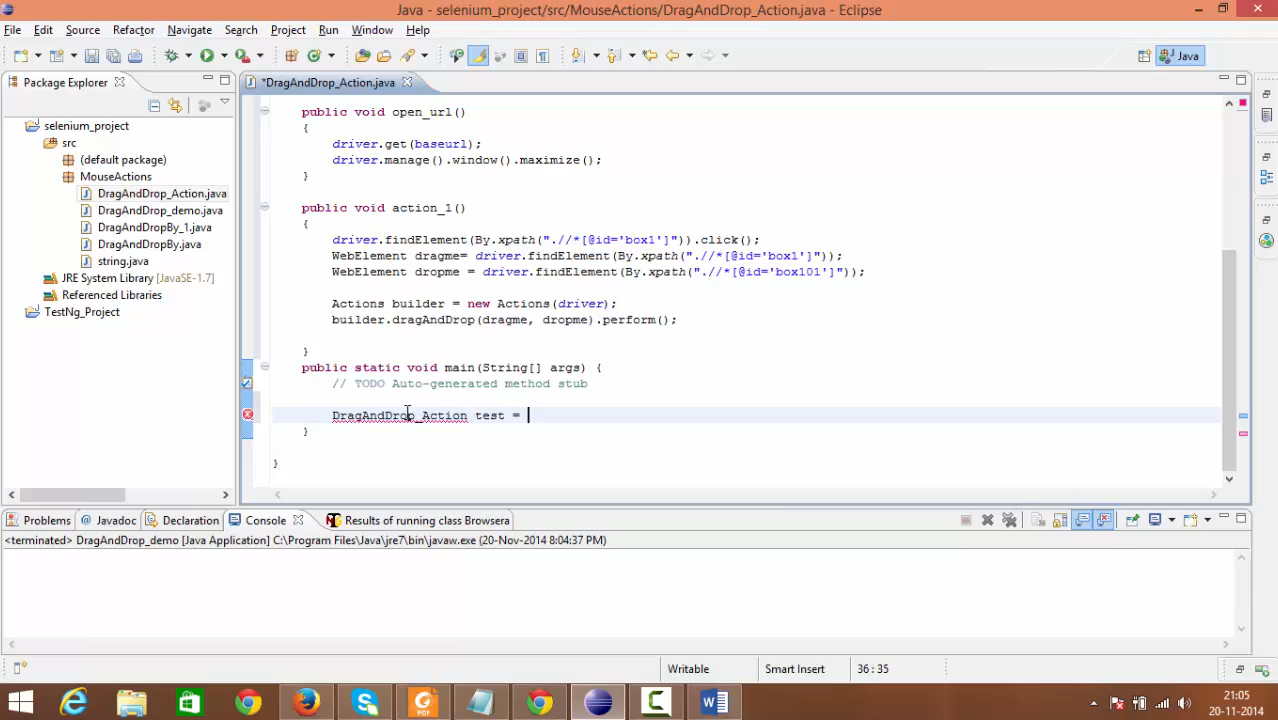 Java - selenium_project/src/MouseActions/DragAndDrop_Action.java - Eclipse
File Edit Source Refactor Navigate Search Project Run Window Help
Java
Package Explorer
*DragAndDrop_Action.java
selenium_project
src
(default package)
MouseActions
DragAndDrop_Action.java
DragAndDrop_demo.java
DragAndDropBy_1.java
DragAndDropBy.java
string.java
JRE System Library [JavaSE-1.7]
Referenced Libraries
TestNg_Project
public void open_url()
{
driver.get(baseurl);
driver.manage().window().maximize();
}
public void action_1()
{
driver.findElement(By.xpath(".//*[@id='box1']")).click();
WebElement dragme= driver.findElement(By.xpath(".//*[@id='box1']"));
WebElement dropme = driver.findElement(By.xpath(".//*[@id='box101']"));
Actions builder = new Actions(driver);
builder.dragAndDrop(dragme, dropme).perform();
}
public static void main(String[] args) {
// TODO Auto-generated method stub
DragAndDrop_Action test =
}
}
Problems Javadoc Declaration Console Results of running class Browsera
<terminated> DragAndDrop_demo [Java Application] C:\Program Files\Java\jre7\bin\javaw.exe (20-Nov-2014 8:04:37 PM)
Writable Smart Insert 36 : 35
PDF
21:05
20-11-2014